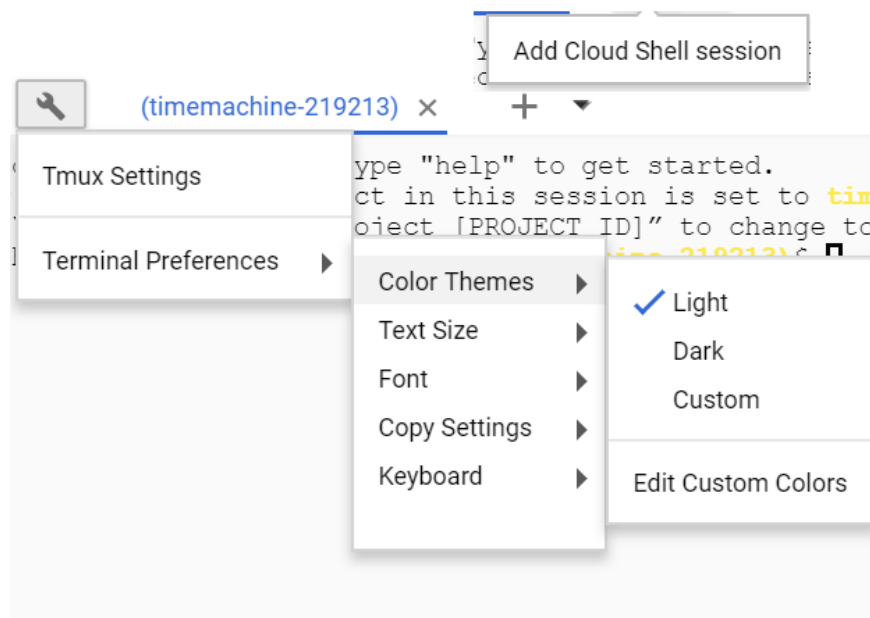 Add Cloud Shell session
(timemachine-219213)
ype "help" to get started.
Tmux Settings
ct in this session is set to tim
oject [PROJECT ID]" to change to
Terminal Preferences
219213)$
Color Themes
Text Size
Font
Copy Settings
Keyboard
Light
Dark
Custom
Edit Custom Colors